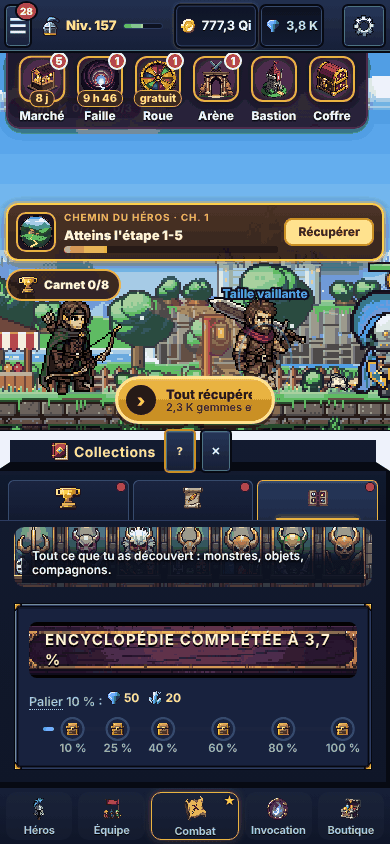 28
Niv. 157
777,3 Qi
3,8 K
5
1
1
1
8 j
9 h 46
gratuit
Marché
Faille
Roue
Arène
Bastion
Coffre
CHEMIN DU HÉROS · CH. 1
Atteins l'étape 1-5
Récupérer
Carnet 0/8
Taille vaillante
Tout récupére
2,3 K gemmes e
Collections
?
×
Tout ce que tu as découvert : monstres, objets,
compagnons.
ENCYCLOPÉDIE COMPLÉTÉE À 3,7
%
Palier 10 % : 50 20
10 %
25 %
40 %
60 %
80 %
100 %
Héros
Équipe
Combat
Invocation
Boutique